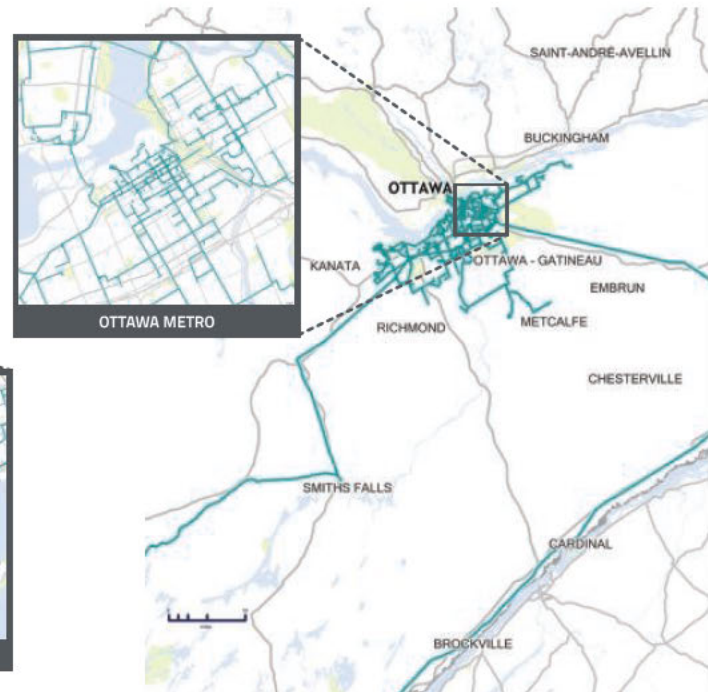 SAINT-ANDRÉ-AVELLIN
BUCKINGHAM
OTTAWA
KANATA
OTTAWA - GATINEAU
EMBRUN
OTTAWA METRO
RICHMOND
METCALFE
CHESTERVILLE
SMITHS FALLS
CARDINAL
BROCKVILLE